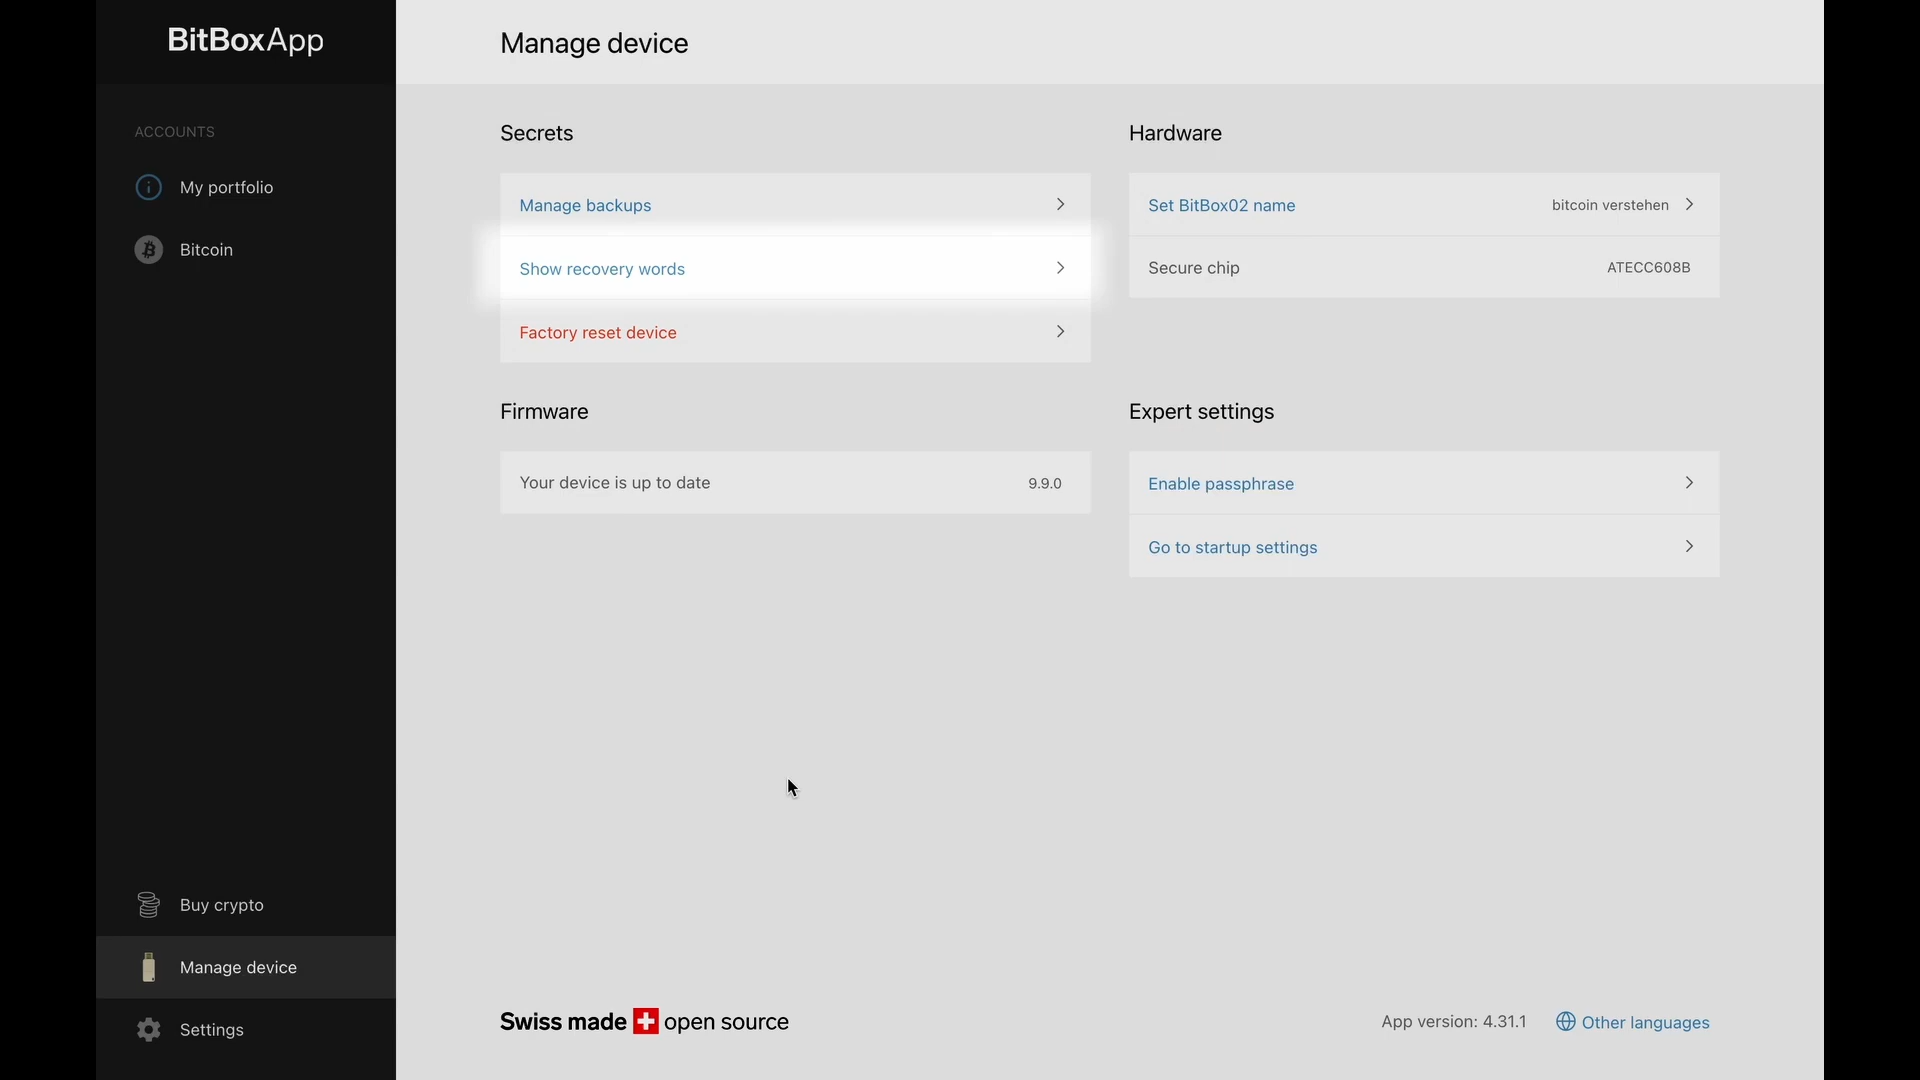 BitBoxApp
Manage device
ACCOUNTS
My portfolio
Bitcoin
Secrets
Manage backups
Show recovery words
Factory reset device
Hardware
Set BitBox02 name bitcoin verstehen
Secure chip ATECC608B
Firmware
Your device is up to date 9.9.0
Expert settings
Enable passphrase
Go to startup settings
Buy crypto
Manage device
Settings
Swiss made open source
App version: 4.31.1 Other languages